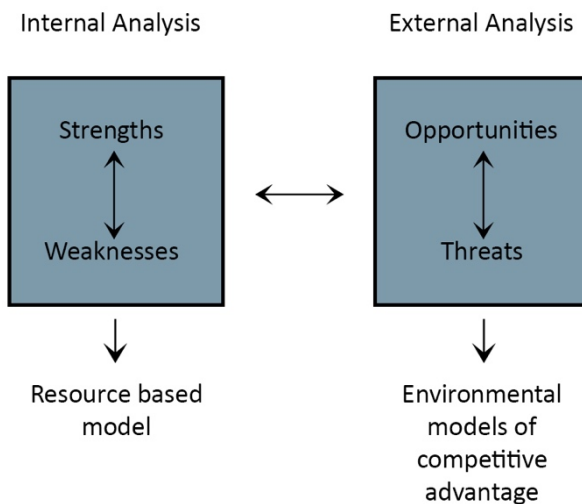 Internal Analysis
External Analysis
Strengths
Weaknesses
Opportunities
Threats
Resource based
model
Environmental
models of
competitive
advantage